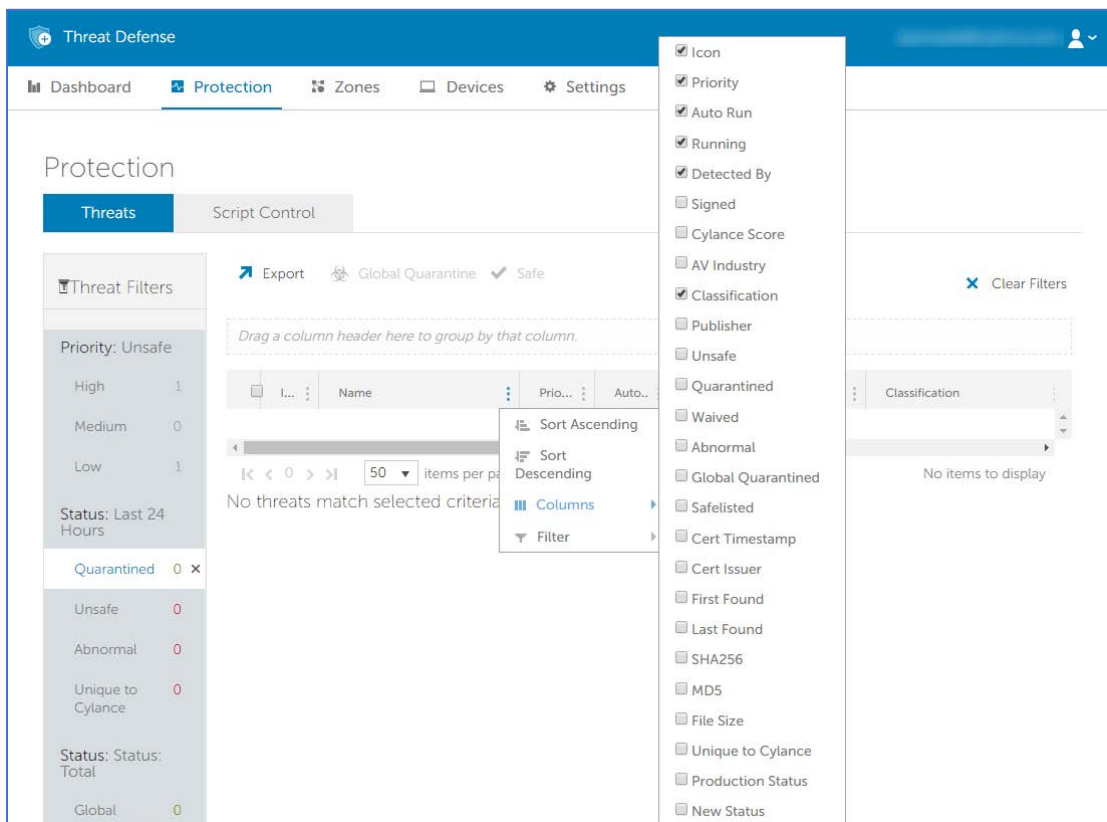 Threat Defense
Dashboard
Protection
Zones
Devices
Settings
Protection
Threats
Script Control
Threat Filters
Export
Global Quarantine
Safe
Clear Filters
Drag a column header here to group by that column.
Priority: Unsafe
High 1
Medium 0
Low 1
Status: Last 24
Hours
Quarantined 0
Unsafe 0
Abnormal 0
Unique to 0
Cylance
Status: Status:
Total
Global 0
I...
Name
Prio...
Auto..
Classification
0
50
items per pa
No items to display
No threats match selected criteria
Sort Ascending
Sort
Descending
Columns
Filter
Icon
Priority
Auto Run
Running
Detected By
Signed
Cylance Score
AV Industry
Classification
Publisher
Unsafe
Quarantined
Waived
Abnormal
Global Quarantined
Safelisted
Cert Timestamp
Cert Issuer
First Found
Last Found
SHA256
MD5
File Size
Unique to Cylance
Production Status
New Status